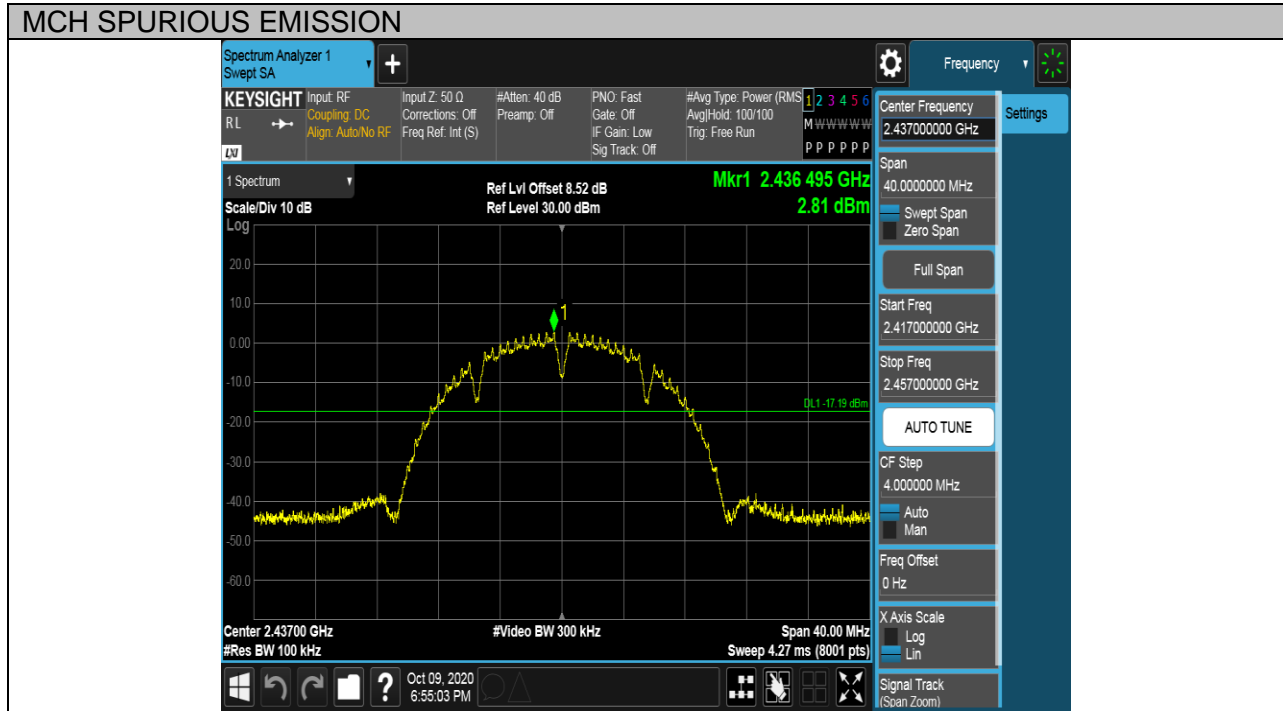 MCH SPURIOUS EMISSION
Spectrum Analyzer 1
Swept SA
+
Frequency
KEYSIGHT
RL
LXI
Input: RF
Coupling: DC
Align: Auto/No RF
Input Z: 50 Ω
Corrections: Off
Freq Ref: Int (S)
#Atten: 40 dB
Preamp: Off
PNO: Fast
Gate: Off
IF Gain: Low
Sig Track: Off
#Avg Type: Power (RMS
Avg|Hold: 100/100
Trig: Free Run
1 2 3 4 5 6
M W W W W W
P P P P P P
1 Spectrum
Scale/Div 10 dB
Log
Ref Lvl Offset 8.52 dB
Ref Level 30.00 dBm
Mkr1 2.436 495 GHz
2.81 dBm
20.0
10.0
1
0.00
-10.0
DL1 -17.19 dBm
-20.0
-30.0
-40.0
-50.0
-60.0
Center 2.43700 GHz
#Res BW 100 kHz
#Video BW 300 kHz
Span 40.00 MHz
Sweep 4.27 ms (8001 pts)
?
Oct 09, 2020
6:55:03 PM
Center Frequency
2.437000000 GHz
Settings
Span
40.0000000 MHz
Swept Span
Zero Span
Full Span
Start Freq
2.417000000 GHz
Stop Freq
2.457000000 GHz
AUTO TUNE
CF Step
4.000000 MHz
Auto
Man
Freq Offset
0 Hz
X Axis Scale
Log
Lin
Signal Track
(Span Zoom)